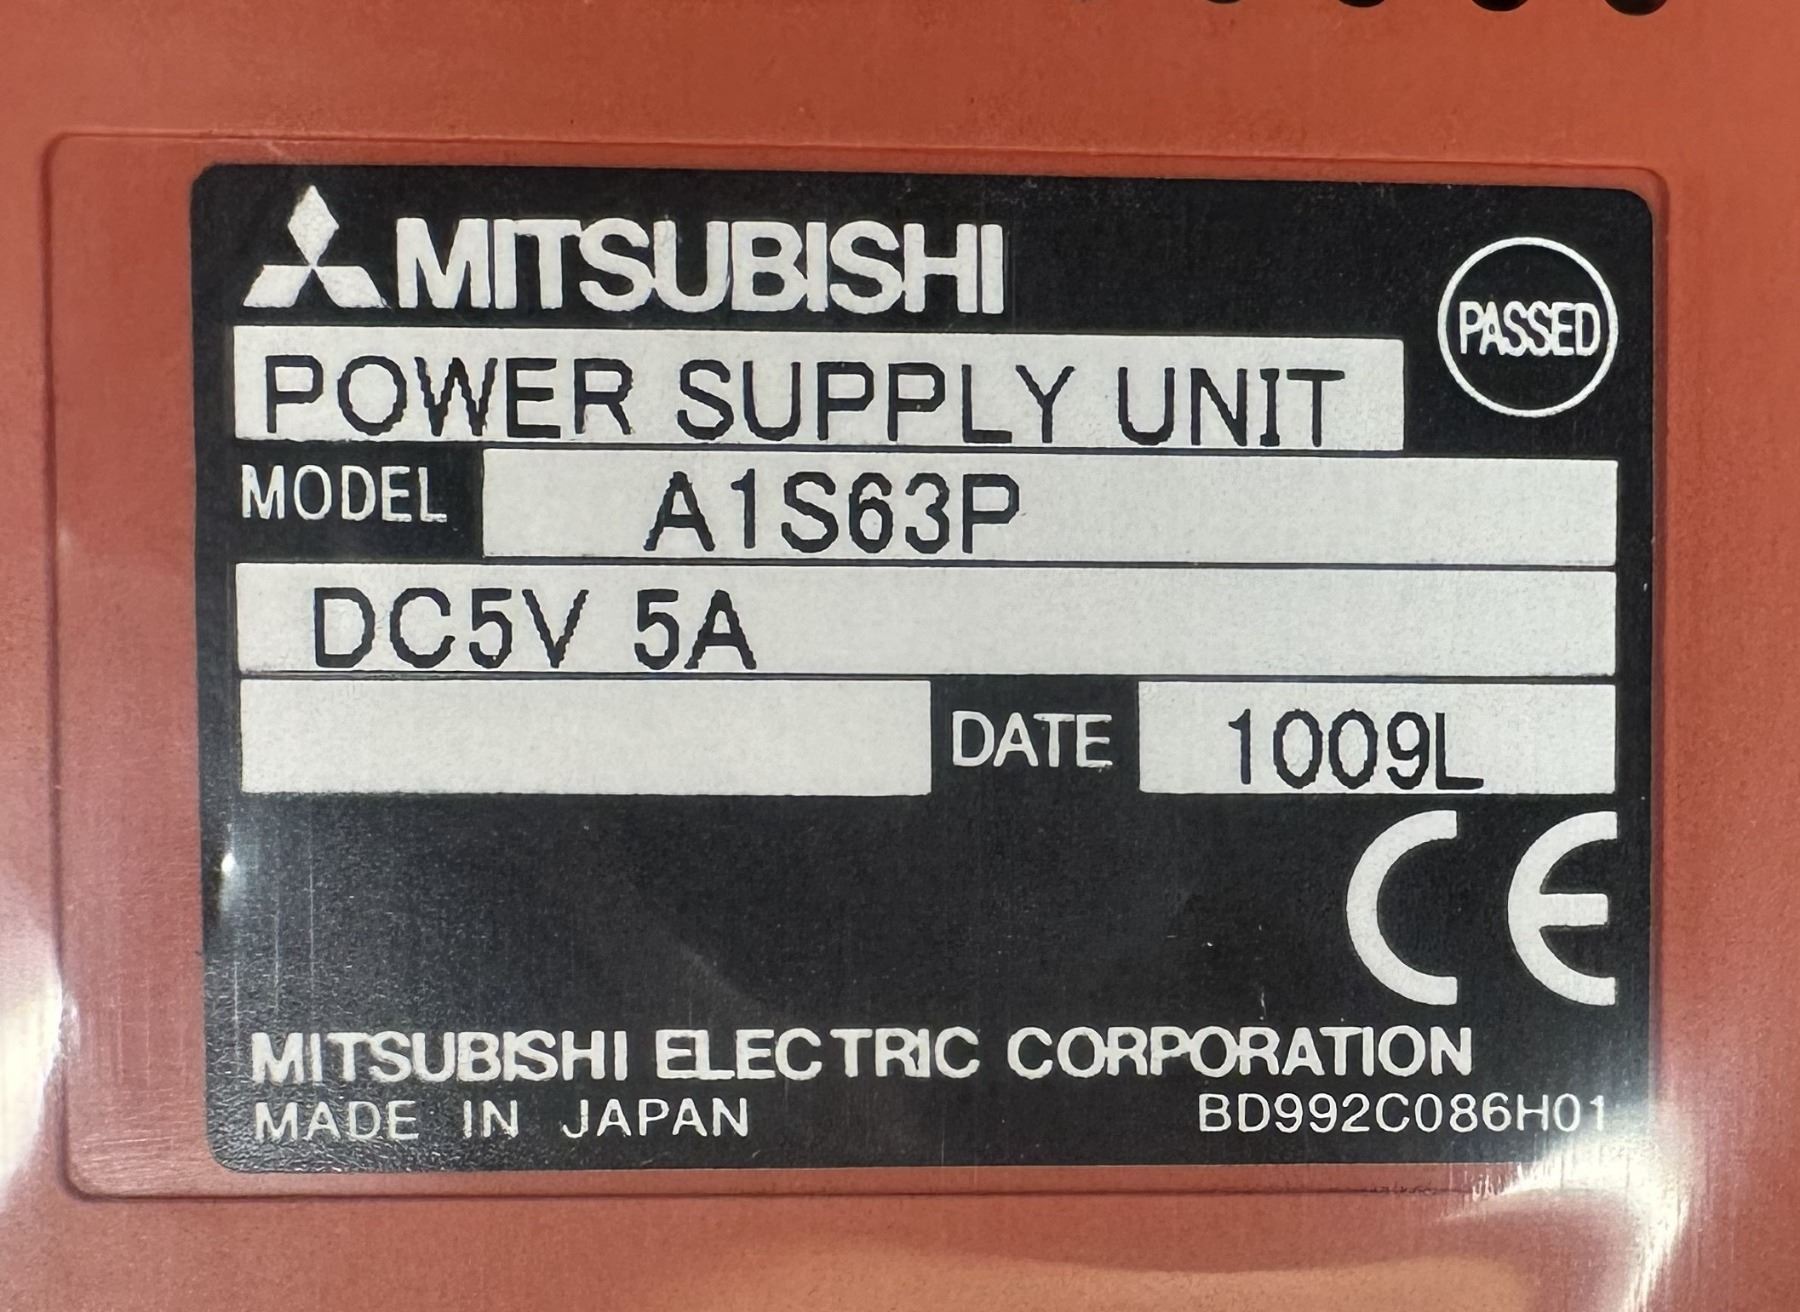 MITSUBISHI
PASSED
POWER SUPPLY UNIT
MODEL A1S63P
DC5V 5A
DATE 1009L
CE
MITSUBISHI ELECTRIC CORPORATION
MADE IN JAPAN BD992C086H01